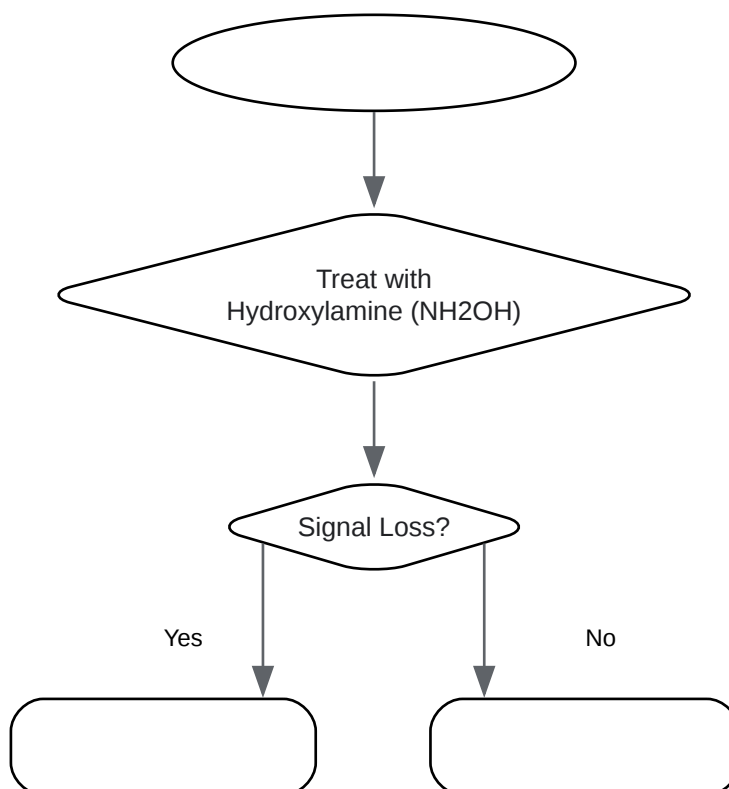 Treat with
Hydroxylamine (NH2OH)
Signal Loss?
Yes
No